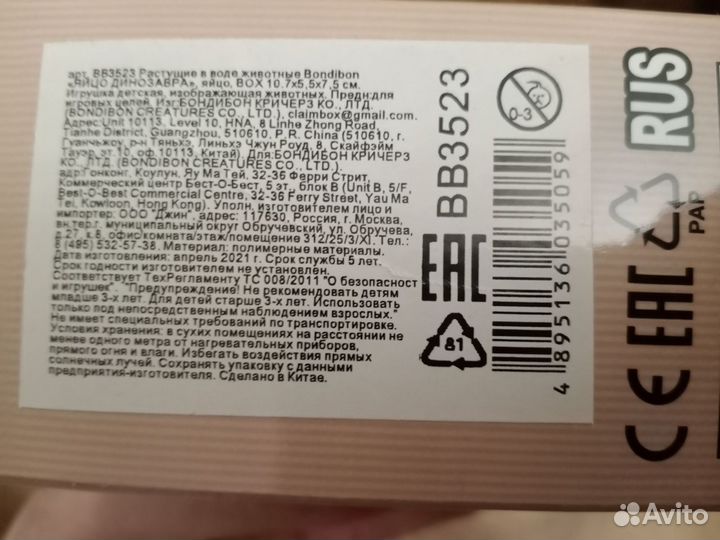 арт. BB3523 Растущие в воде животные Bondibon
«ЯЙЦО ДИНОЗАВРА», яйцо, BOX 10,7x5,5x7,5 см.
Игрушка детская, изображающая животных. Предн:для
игровых целей. Изг:БОНДИБОН КРИЧЕРЗ КО., ЛТД.
(BONDIBON CREATURES CO., LTD.), claimbox@gmail.com
Адрес:Unit 10113, Level 10, HNA, 8 Linhe Zhong Road,
Tianhe District, Guangzhou, 510610, P.R. China (510610, г.
Гуанчьжоу, р-н Тяньхэ, Линьхэ Чжун Роуд, 8, Скайфэйм
Тауэр, эт.10, оф.10113, Китай). Для:БОНДИБОН КРИЧЕРЗ
КО., ЛТД. (BONDIBON CREATURES CO., LTD.),
адр:Гонконг, Коулун, Яу Ма Тей, 32-36 Ферри Стрит,
Коммерческий центр Бест-О-Бест, 5 эт., блок В (Unit B, 5/F,
Best-O-Best Commercial Centre, 32-36 Ferry Street, Yau Ma
Tei, Kowloon, Hong Kong). Уполн. изготовителем лицо и
импортер: ООО "Джин", адрес: 117630, Россия, г. Москва,
вн.тер.г. муниципальный округ Обручевский, ул. Обручева,
д.27, к.8, офис/комната/этаж/помещение 312/25/3/XI. Тел.:
8 (495) 532-57-38. Материал: полимерные материалы.
Дата изготовления: апрель 2021 г. Срок службы 5 лет.
Срок годности изготовителем не установлен.
Соответствует ТехРегламенту ТС 008/2011 "О безопасност
и игрушек". "Предупреждение! Не рекомендовать детям
младше 3-х лет. Для детей старше 3-х лет. Использовать
только под непосредственным наблюдением взрослых."
Не имеет специальных требований по транспортировке.
Условия хранения: в сухих помещениях на расстоянии не
менее одного метра от нагревательных приборов,
прямого огня и влаги. Избегать воздействия прямых
солнечных лучей. Сохранять упаковку с данными
предприятия-изготовителя. Сделано в Китае.
BB3523
0-3
EAC
81
4 895136 035059
RUS
PAP
CE EAC
Avito